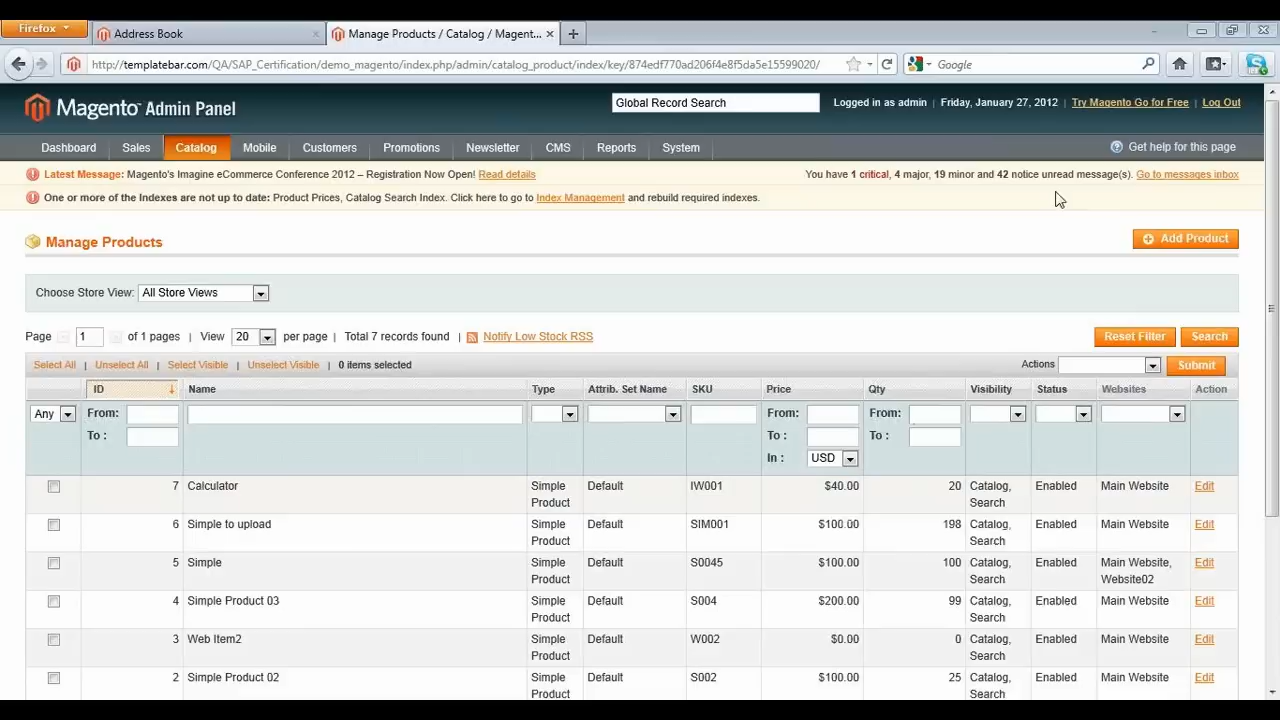 Firefox
Address Book
Manage Products / Catalog / Magent...
http://templatebar.com/QA/SAP_Certification/demo_magento/index.php/admin/catalog_product/index/key/874edf770ad206f4e8f5da5e15599020/
Google
Magento Admin Panel
Global Record Search
Logged in as admin | Friday, January 27, 2012 | Try Magento Go for Free | Log Out
Dashboard Sales Catalog Mobile Customers Promotions Newsletter CMS Reports System
Get help for this page
Latest Message: Magento's Imagine eCommerce Conference 2012 – Registration Now Open! Read details
You have 1 critical, 4 major, 19 minor and 42 notice unread message(s). Go to messages inbox
One or more of the Indexes are not up to date: Product Prices, Catalog Search Index. Click here to go to Index Management and rebuild required indexes.
Manage Products
Add Product
Choose Store View: All Store Views
Page 1 of 1 pages | View 20 per page | Total 7 records found | Notify Low Stock RSS
Reset Filter Search
Select All | Unselect All | Select Visible | Unselect Visible | 0 items selected
Actions Submit
ID Name Type Attrib. Set Name SKU Price Qty Visibility Status Websites Action
Any From: From: From:
To : To : To :
In : USD
7 Calculator Simple Default IW001 $40.00 20 Catalog, Enabled Main Website Edit
Product Search
6 Simple to upload Simple Default SIM001 $100.00 198 Catalog, Enabled Main Website Edit
Product Search
5 Simple Simple Default S0045 $100.00 100 Catalog, Enabled Main Website, Edit
Product Search Website02
4 Simple Product 03 Simple Default S004 $200.00 99 Catalog, Enabled Main Website Edit
Product Search
3 Web Item2 Simple Default W002 $0.00 0 Catalog, Enabled Main Website Edit
Product Search
2 Simple Product 02 Simple Default S002 $100.00 25 Catalog, Enabled Main Website Edit
Product Search